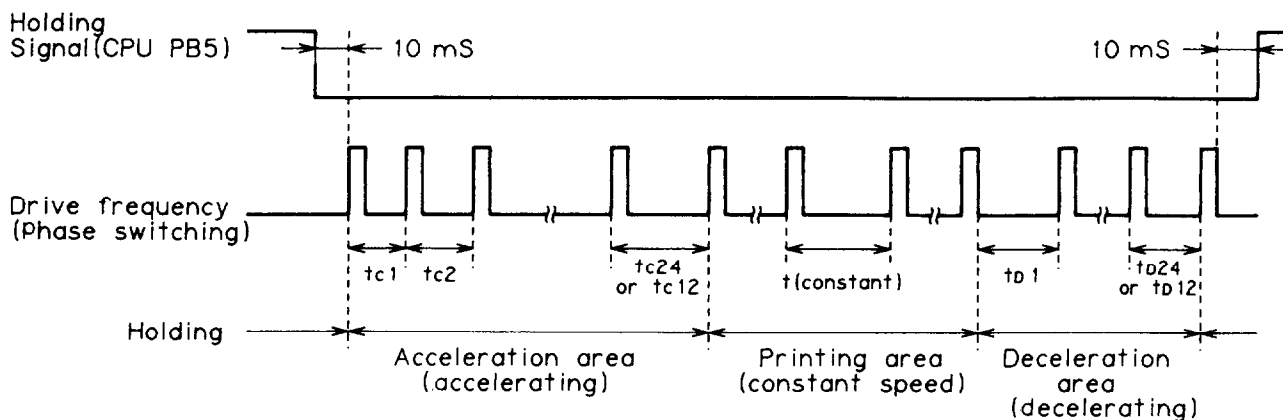 Holding
Signal(CPU PB5)
10 mS
10 mS
Drive frequency
(Phase switching)
tc1
tc2
tc24
or tc12
t(constant)
tD1
tD24
or tD12
Holding
Acceleration area
(accelerating)
Printing area
(constant speed)
Deceleration
area
(decelerating)